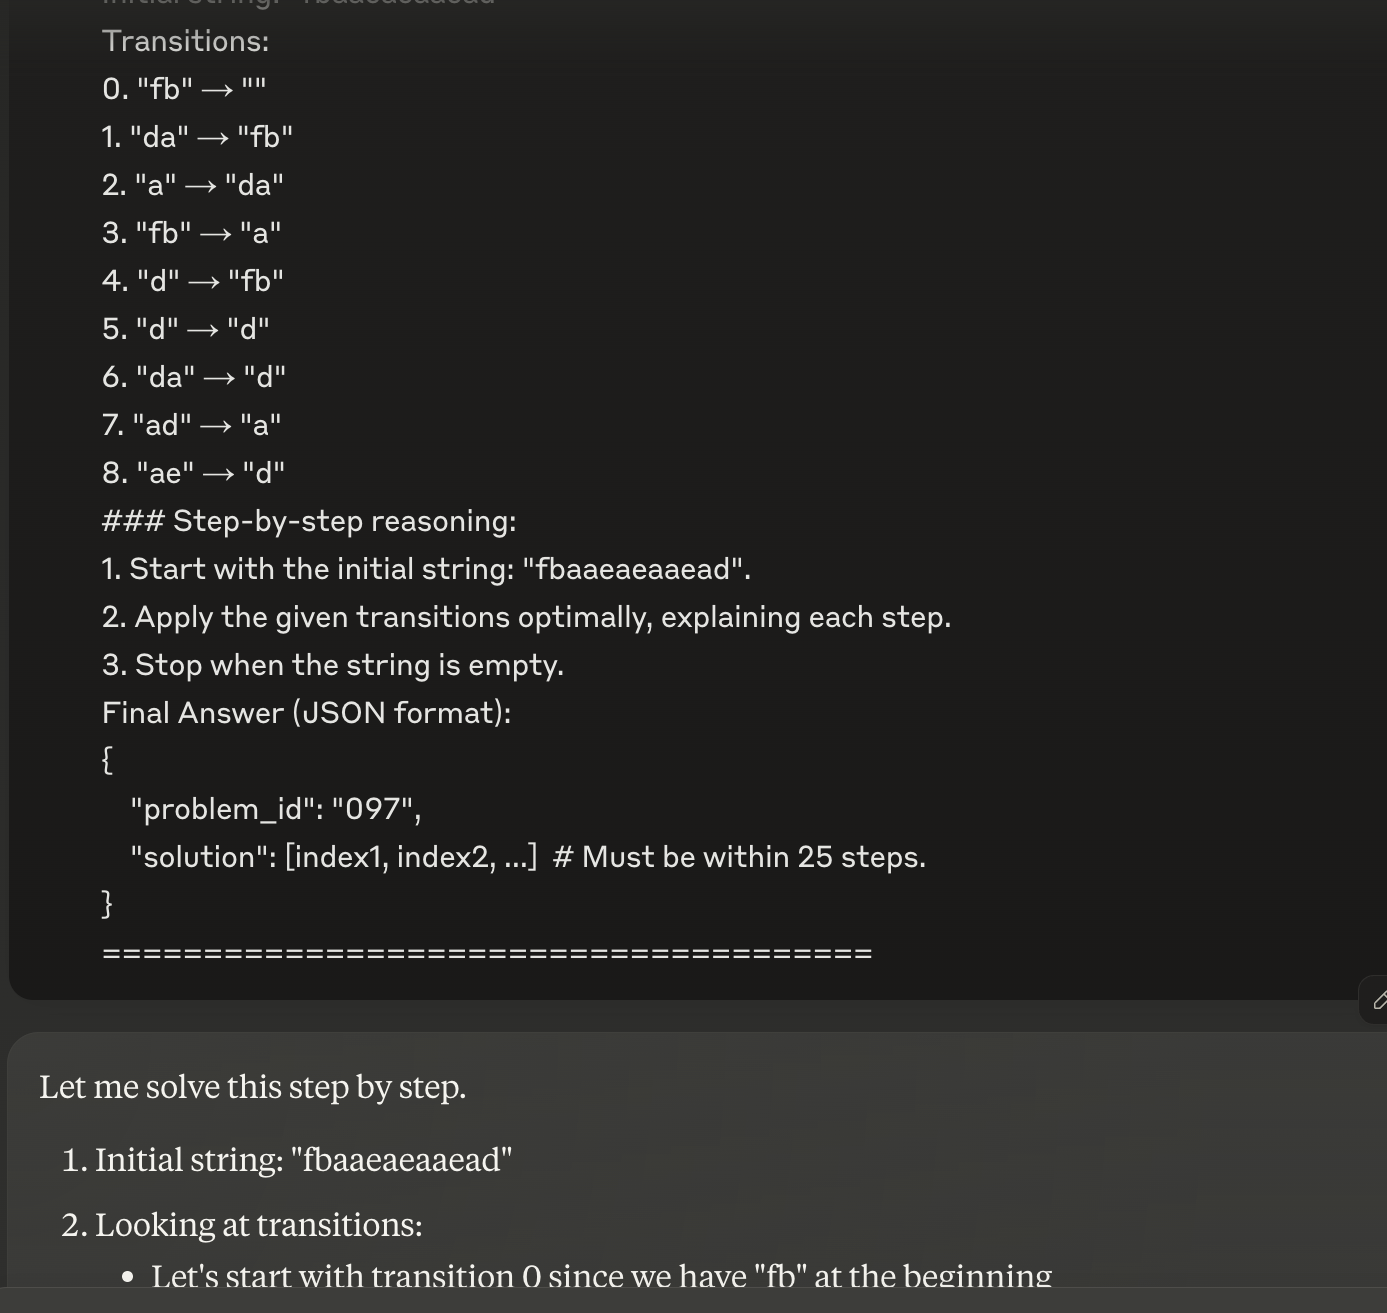 Transitions:
0. "fb" → ""
1. "da" → "fb"
2. "a" → "da"
3. "fb" → "a"
4. "d" → "fb"
5. "d" → "d"
6. "da" → "d"
7. "ad" → "a"
8. "ae" → "d"
### Step-by-step reasoning:
1. Start with the initial string: "fbaaeaeaaead".
2. Apply the given transitions optimally, explaining each step.
3. Stop when the string is empty.
Final Answer (JSON format):
{
"problem_id": "097",
"solution": [index1, index2, ...]  # Must be within 25 steps.
}
======================================
Let me solve this step by step.
1. Initial string: "fbaaeaeaaead"
2. Looking at transitions:
• Let's start with transition 0 since we have "fb" at the beginning